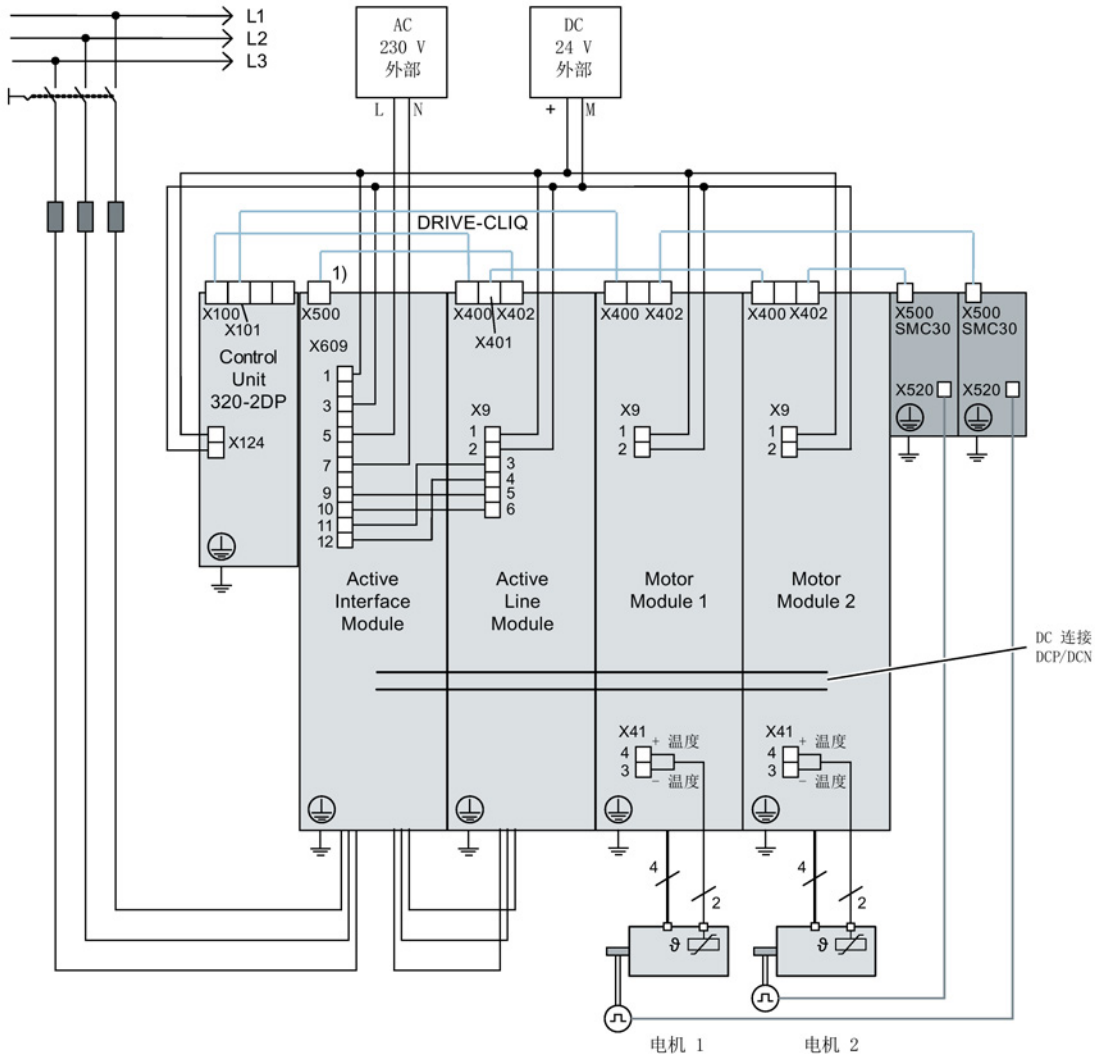 L1
L2
L3
AC
230 V
外部
L N
DC
24 V
外部
+ M
DRIVE-CLIQ
1)
X100
X101
X500
X400 X402
X401
X400 X402
X400 X402
X500
SMC30
X500
SMC30
Control
Unit
320-2DP
X124
X609
1
3
5
7
9
10
11
12
X9
1
2
3
4
5
6
X9
1
2
X9
1
2
X520
X520
Active
Interface
Module
Active
Line
Module
Motor
Module 1
Motor
Module 2
DC 连接
DCP/DCN
X41
4 + 温度
3 - 温度
X41
4 + 温度
3 - 温度
4
2
4
2
ϑ
ϑ
电机 1
电机 2